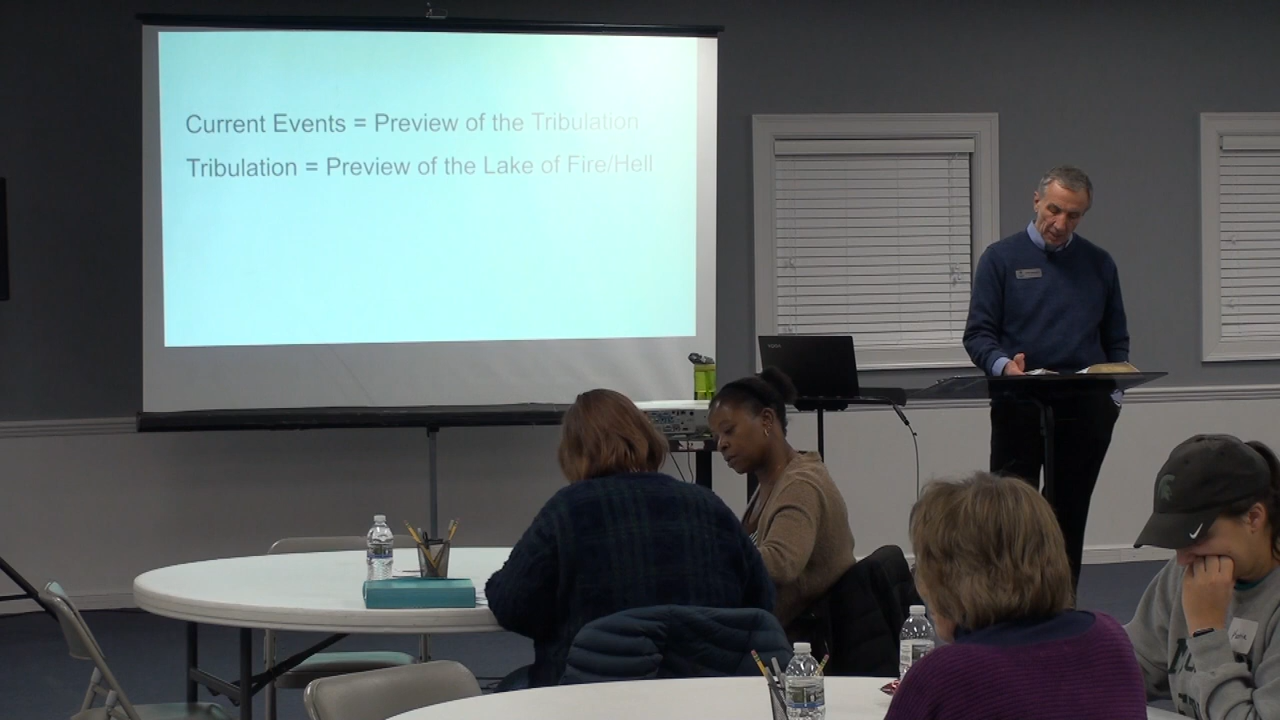 Current Events = Preview of the Tribulation
Tribulation = Preview of the Lake of Fire/Hell